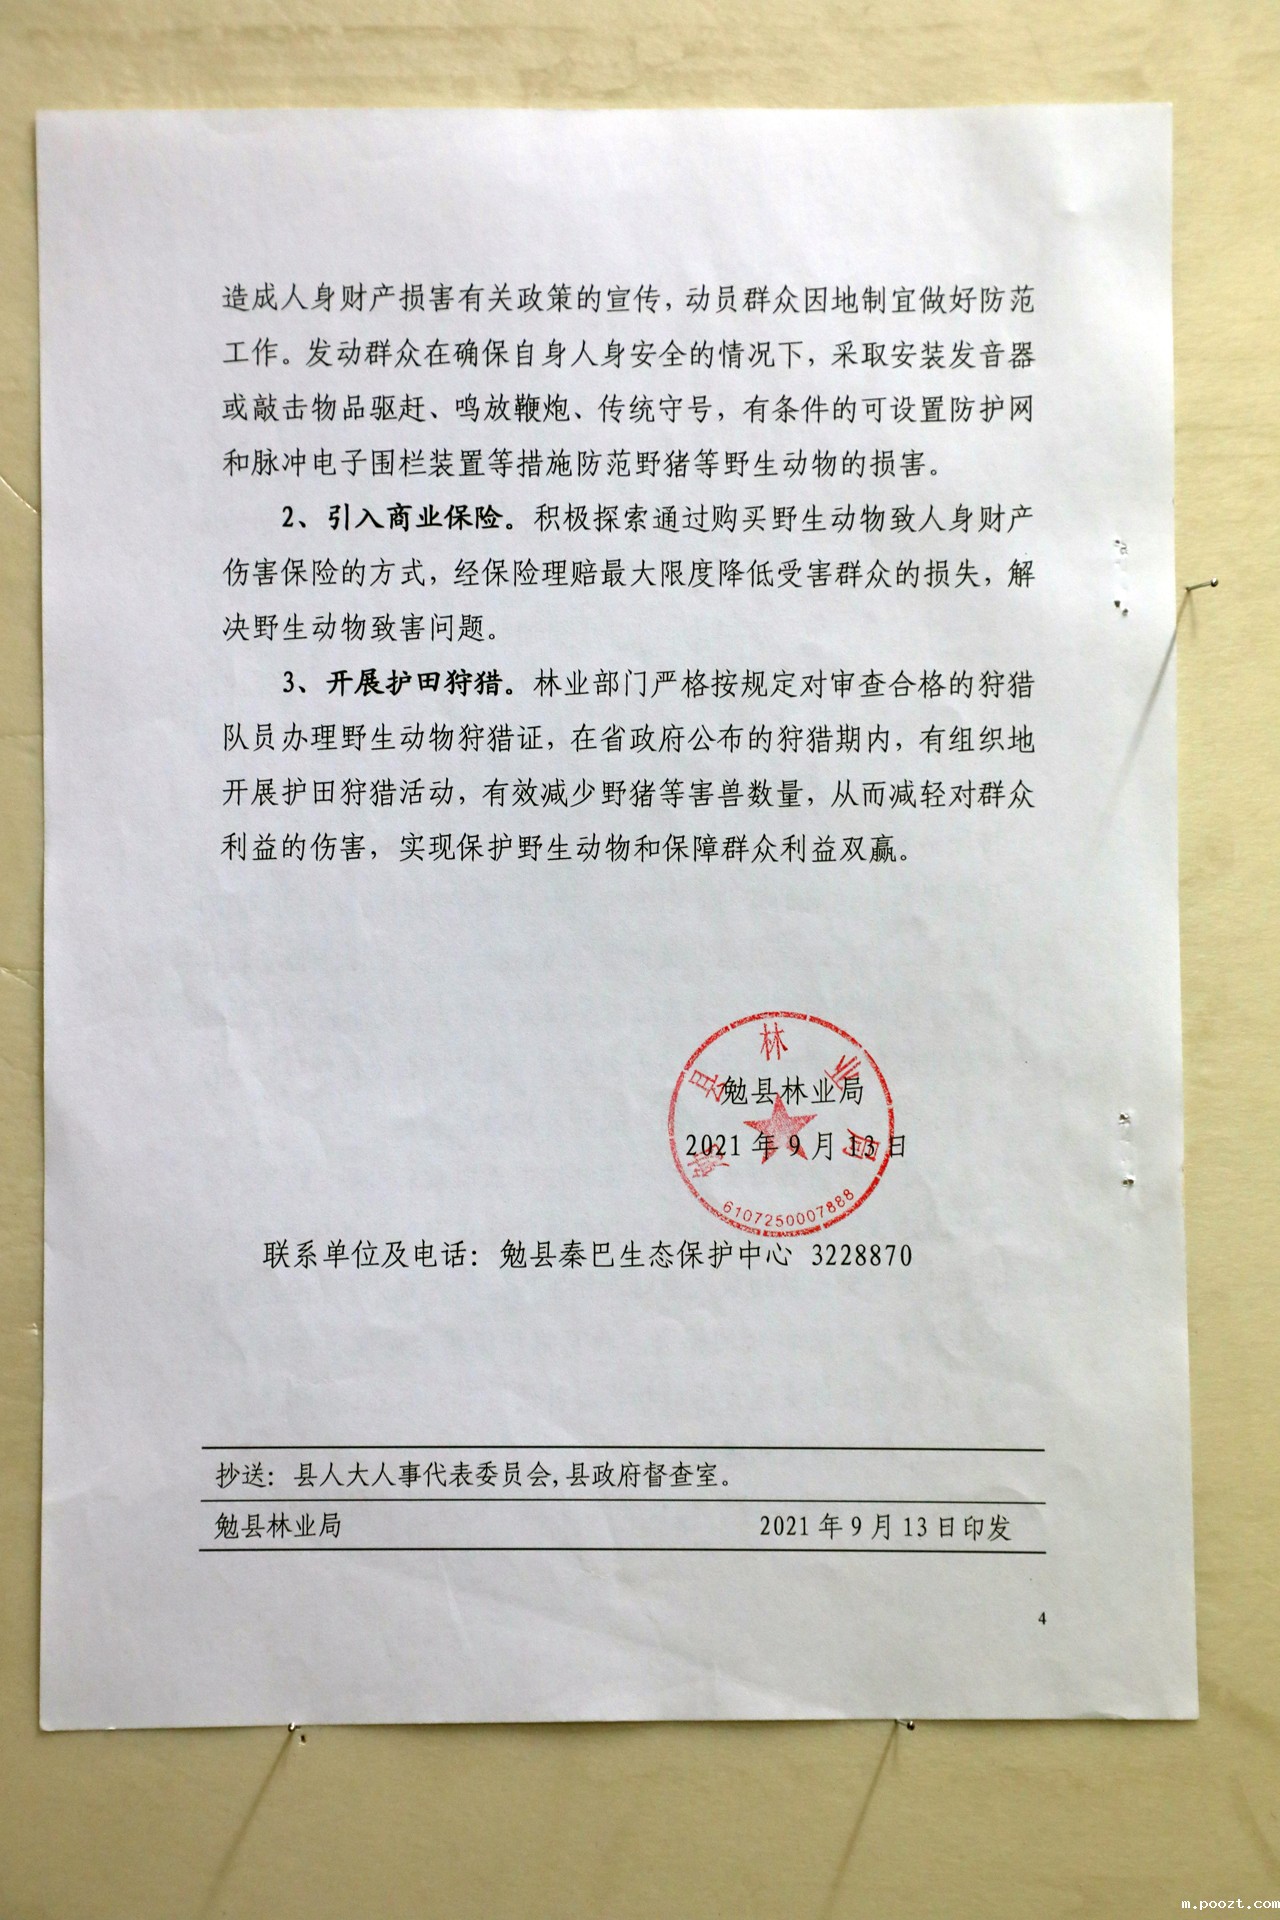 造成人身财产损害有关政策的宣传，动员群众因地制宜做好防范
工作。发动群众在确保自身人身安全的情况下，采取安装发音器
或敲击物品驱赶、鸣放鞭炮、传统守号，有条件的可设置防护网
和脉冲电子围栏装置等措施防范野猪等野生动物的损害。
2、引入商业保险。积极探索通过购买野生动物致人身财产
伤害保险的方式，经保险理赔最大限度降低受害群众的损失，解
决野生动物致害问题。
3、开展护田狩猎。林业部门严格按规定对审查合格的狩猎
队员办理野生动物狩猎证，在省政府公布的狩猎期内，有组织地
开展护田狩猎活动，有效减少野猪等害兽数量，从而减轻对群众
利益的伤害，实现保护野生动物和保障群众利益双赢。
勉县林业局
勉县林业局
2021年9月13日
6107250007888
联系单位及电话：勉县秦巴生态保护中心 3228870
抄送：县人大人事代表委员会,县政府督查室。
勉县林业局 2021年9月13日印发
4
m.poozt.com